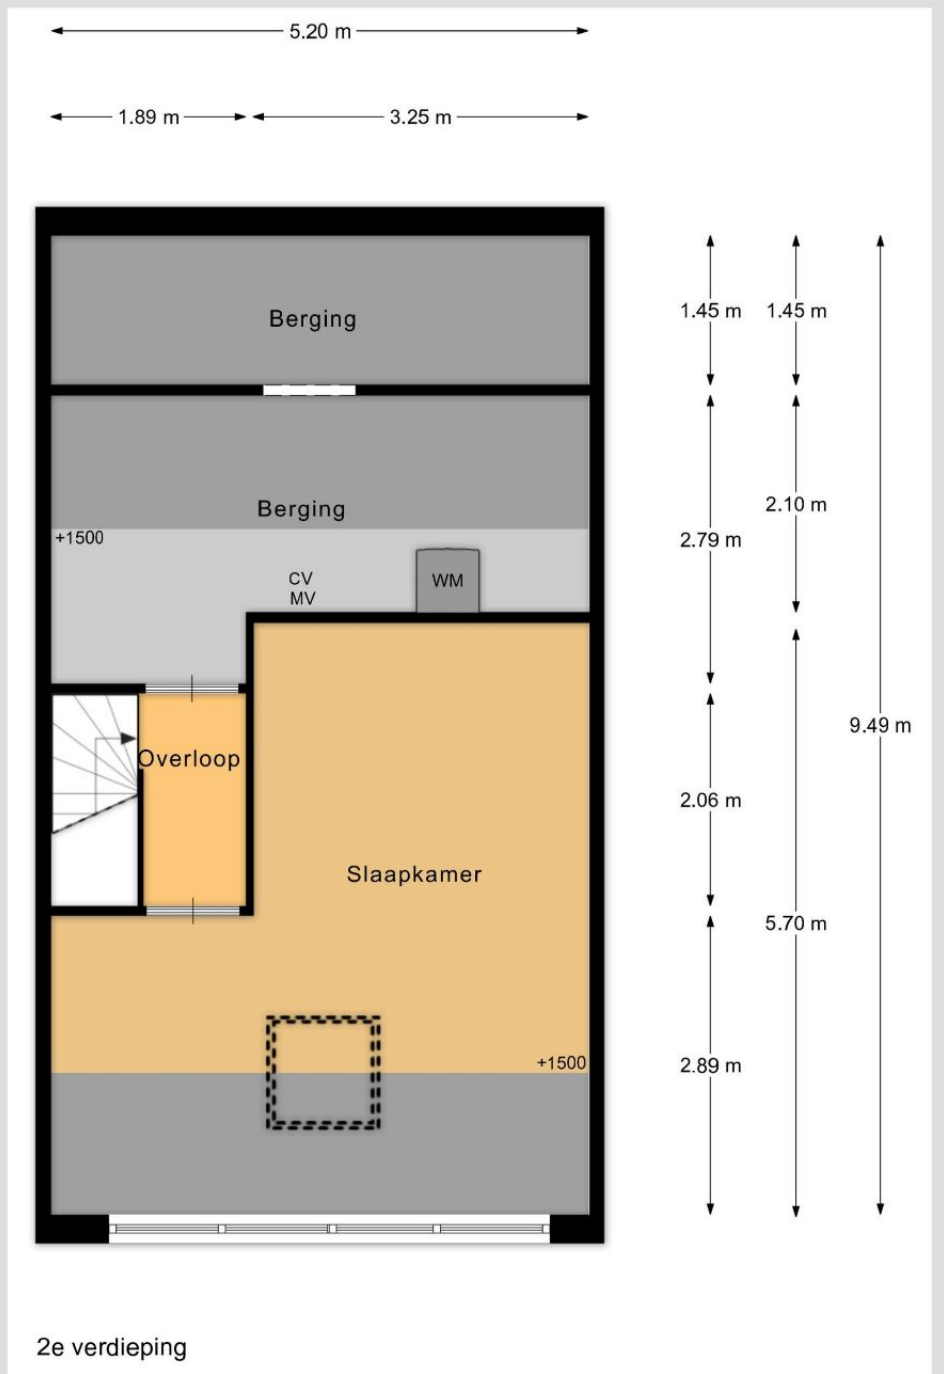 5.20 m
1.89 m
3.25 m
Berging
1.45 m
1.45 m
Berging
+1500
2.10 m
2.79 m
CV
MV
WM
9.49 m
Overloop
2.06 m
Slaapkamer
5.70 m
+1500
2.89 m
2e verdieping